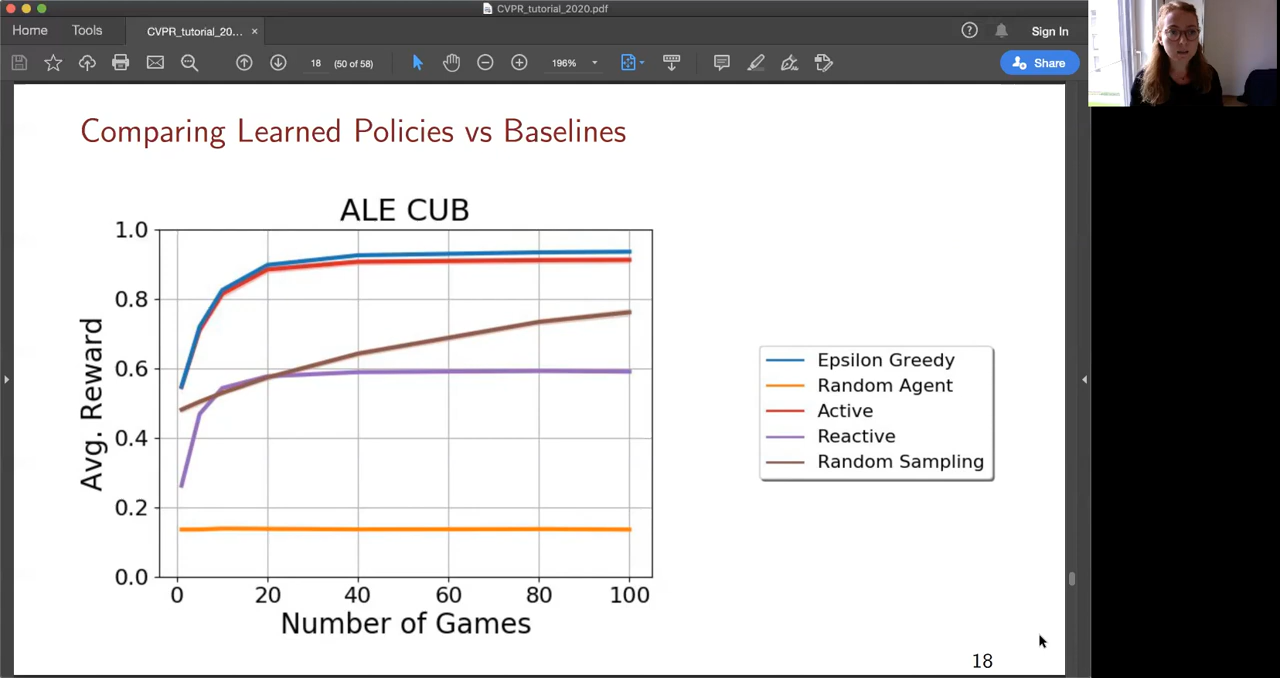 CVPR_tutorial_2020.pdf
Home Tools CVPR_tutorial_20... × Sign In
18 (50 of 58) 196% Share
Comparing Learned Policies vs Baselines
ALE CUB
1.0
0.8
0.6
0.4
0.2
0.0
Avg. Reward
0 20 40 60 80 100
Number of Games
Epsilon Greedy
Random Agent
Active
Reactive
Random Sampling
18